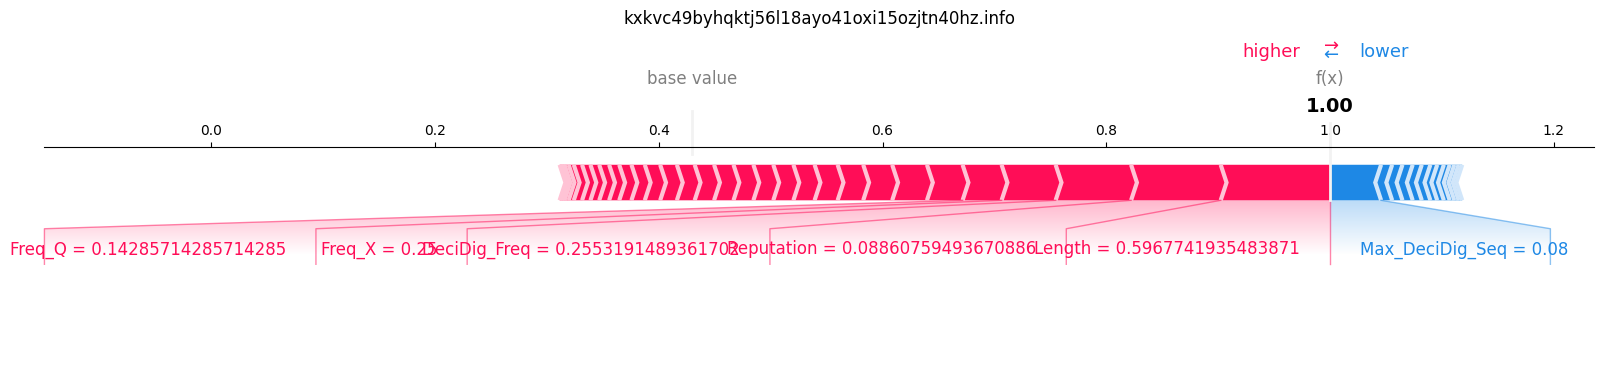 kxkvc49byhqktj56l18ayo41oxi15ozjtn40hz.info
higher ⇄ lower
base value f(x)
1.00
0.0 0.2 0.4 0.6 0.8 1.0 1.2
Freq_Q = 0.14285714285714285 Freq_X = 0.25 DeciDig_Freq = 0.2553191489361702 Reputation = 0.08860759493670886 Length = 0.5967741935483871 Max_DeciDig_Seq = 0.08